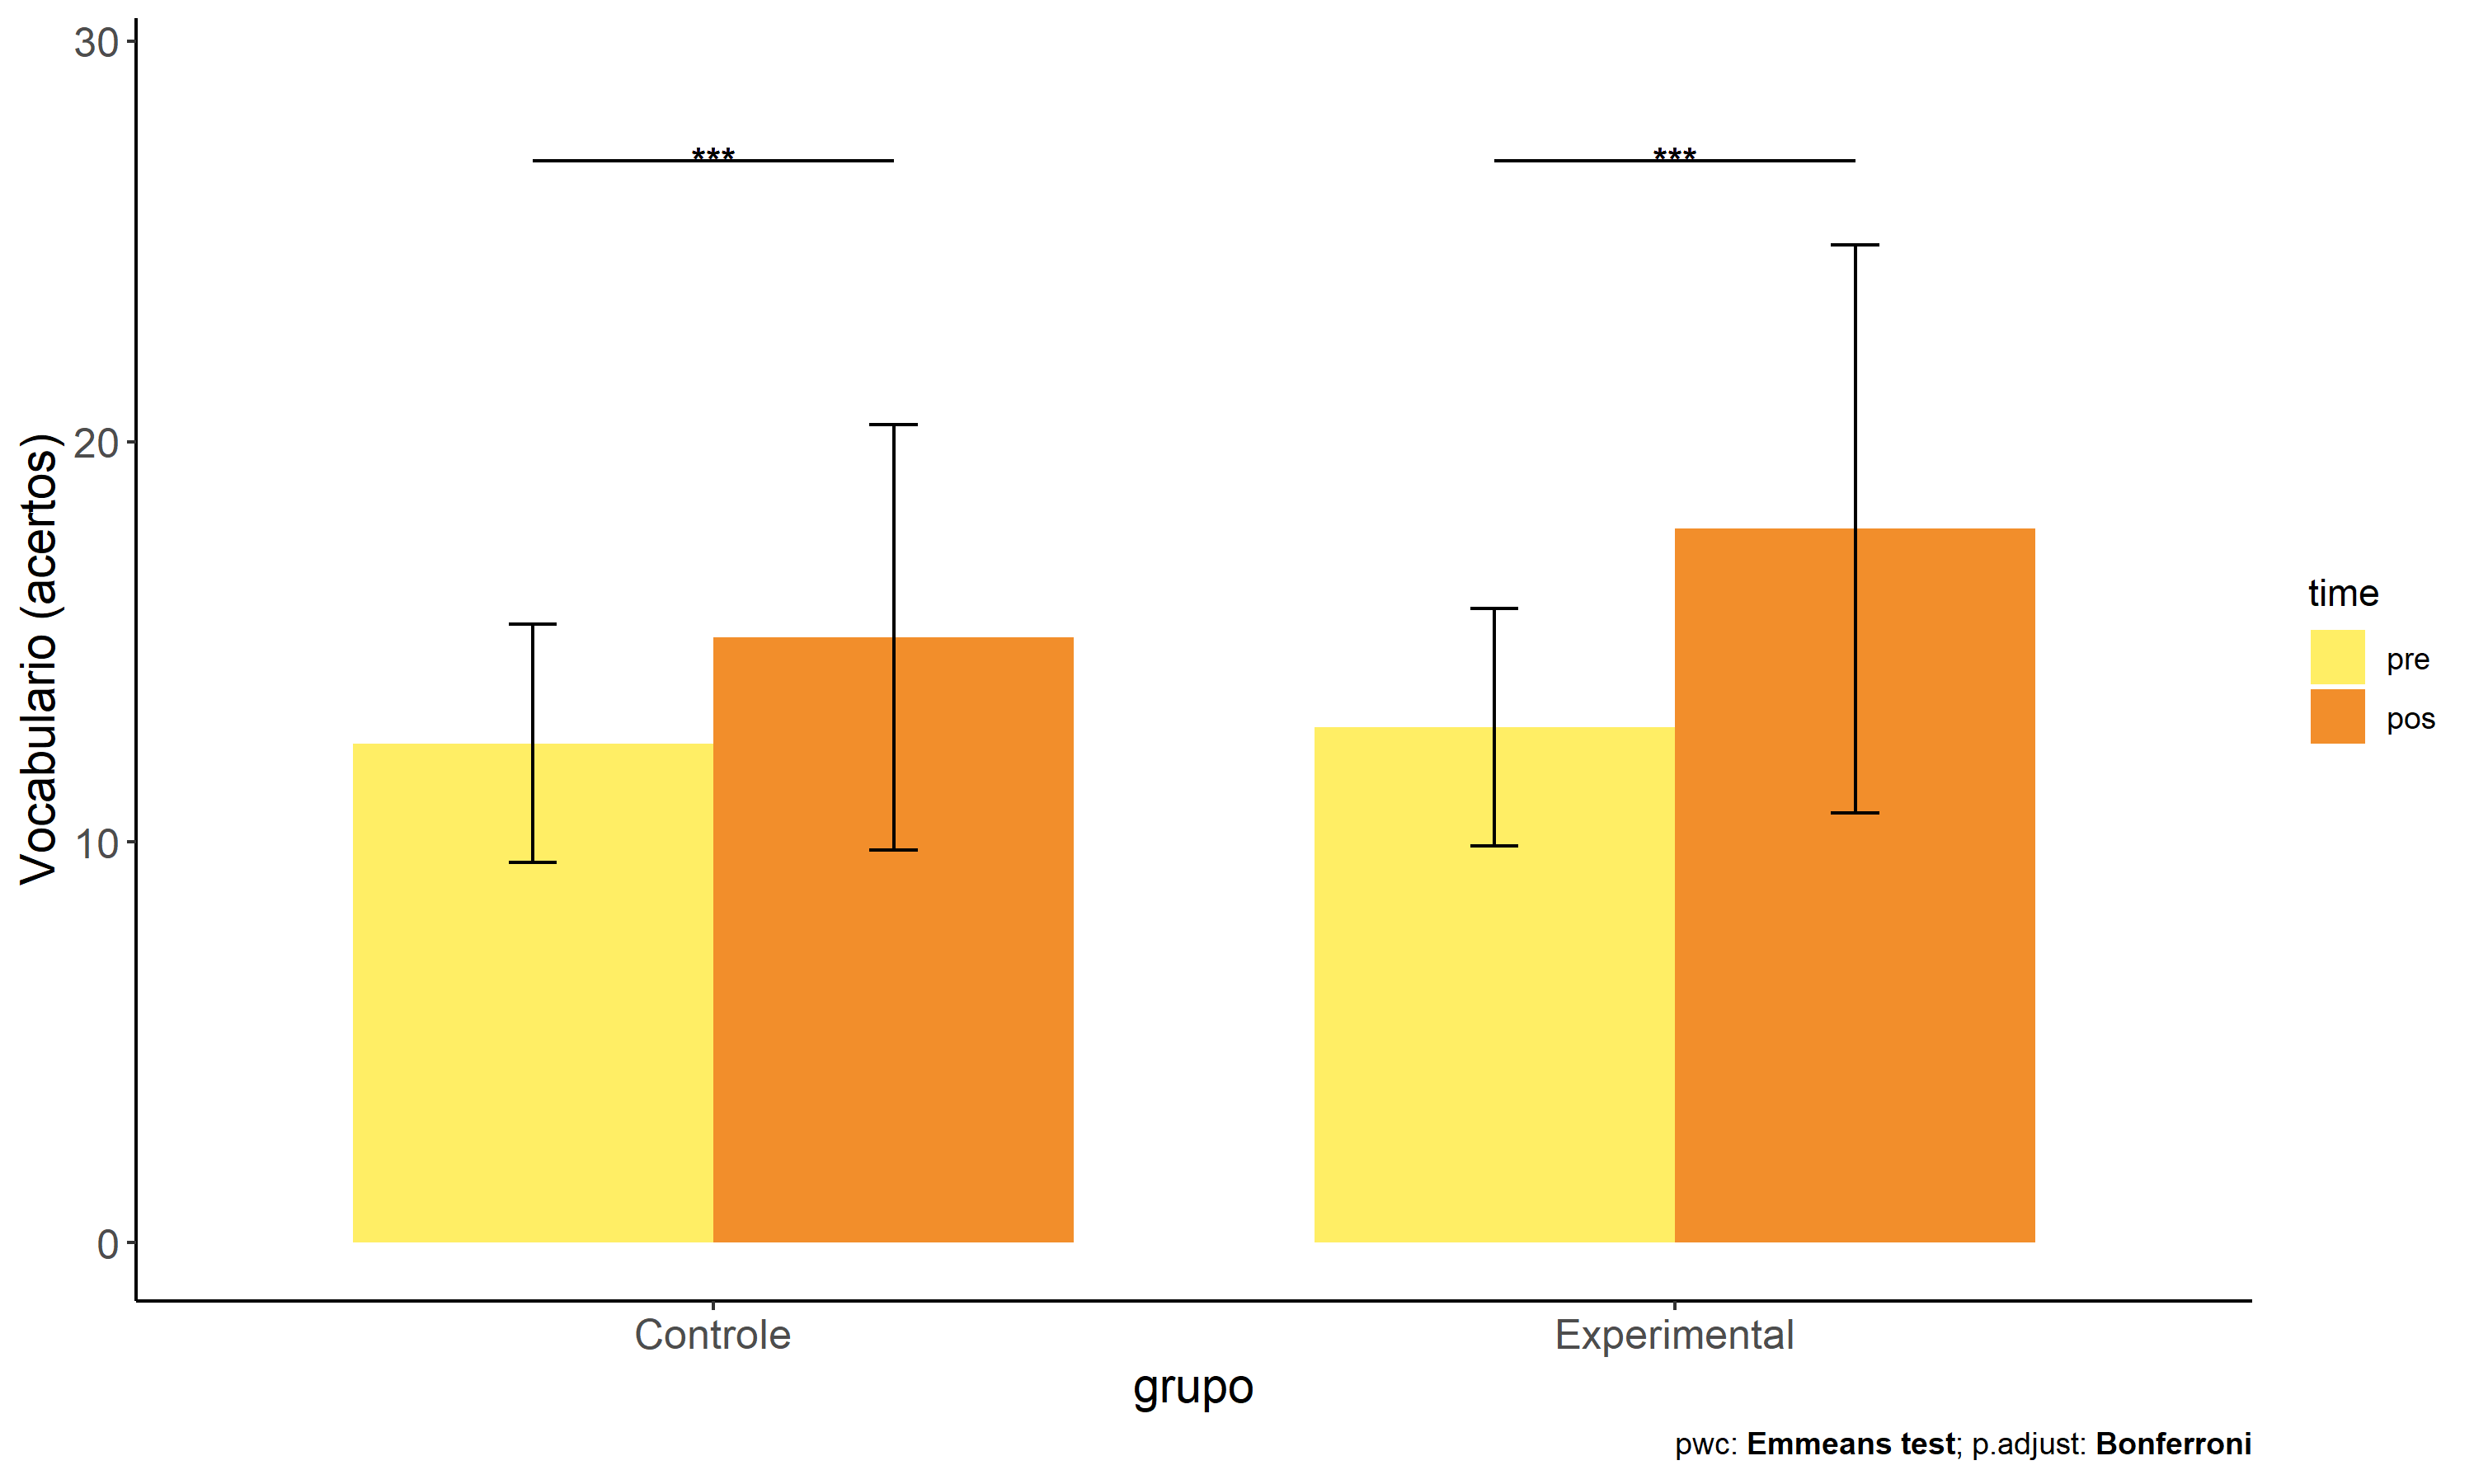 30
20
10
0
Vocabulario (acertos)
***
***
Controle
Experimental
grupo
time
pre
pos
pwc: Emmeans test; p.adjust: Bonferroni